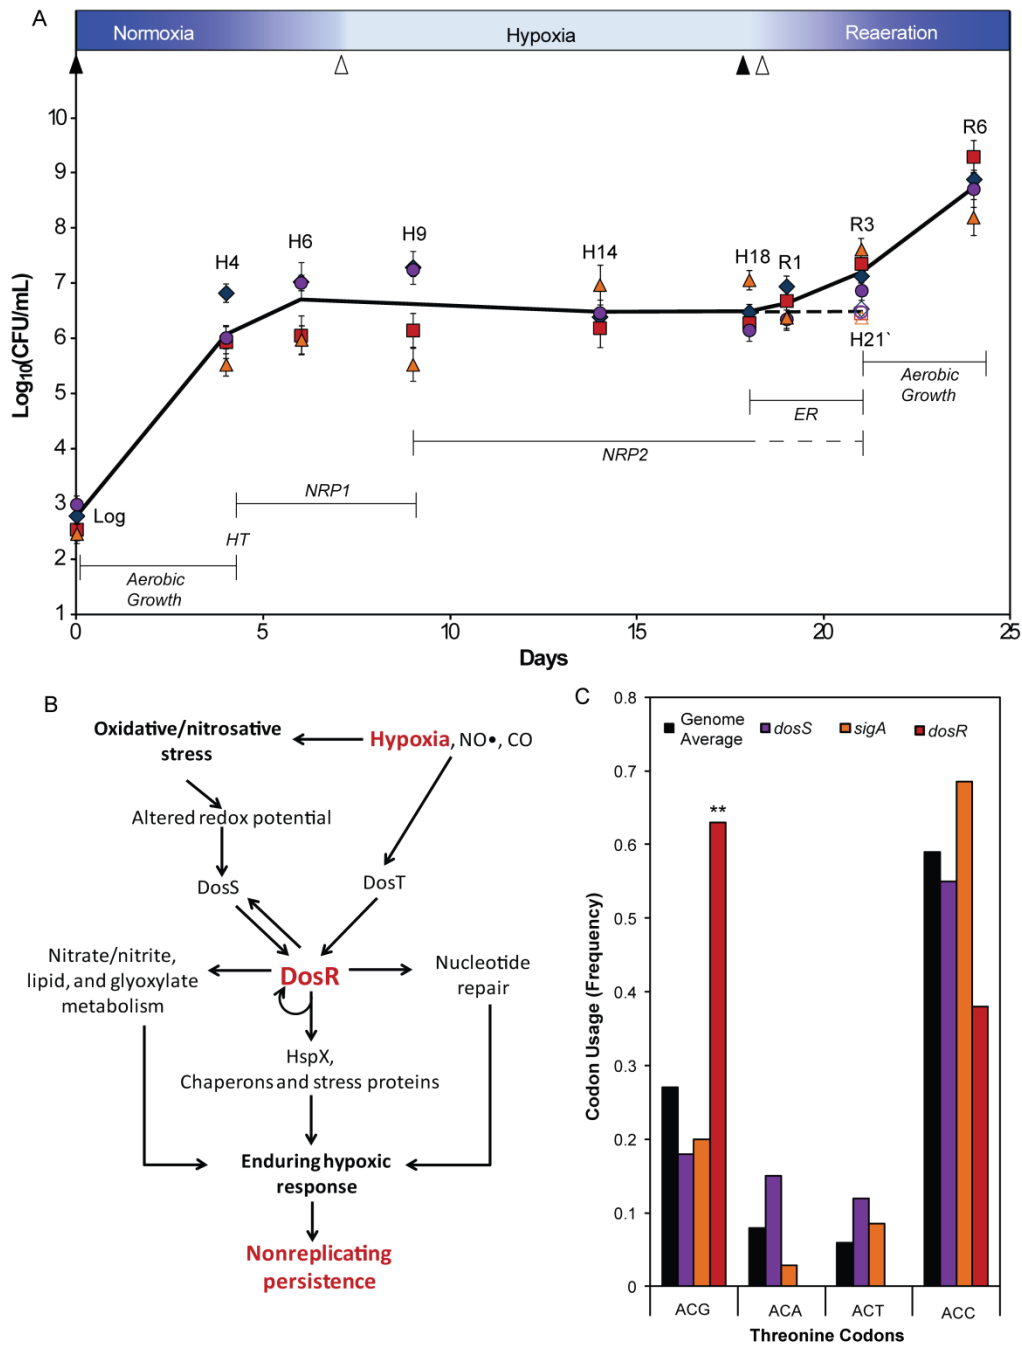 A
Normoxia
Hypoxia
Reaeration
Log₁₀(CFU/mL)
10
9
8
7
6
5
4
3
2
1
H4
H6
H9
H14
H18
R1
R3
R6
H21`
Log
Aerobic
Growth
ER
NRP2
NRP1
HT
Aerobic
Growth
0
5
10
15
20
25
Days
B
Oxidative/nitrosative
stress
Hypoxia, NO•, CO
Altered redox potential
DosS
DosT
Nitrate/nitrite,
lipid, and glyoxylate
metabolism
DosR
Nucleotide
repair
HspX,
Chaperons and stress proteins
Enduring hypoxic
response
Nonreplicating
persistence
C
Codon Usage (Frequency)
0.8
0.7
0.6
0.5
0.4
0.3
0.2
0.1
0
Genome
Average
dosS
sigA
dosR
**
ACG
ACA
ACT
ACC
Threonine Codons